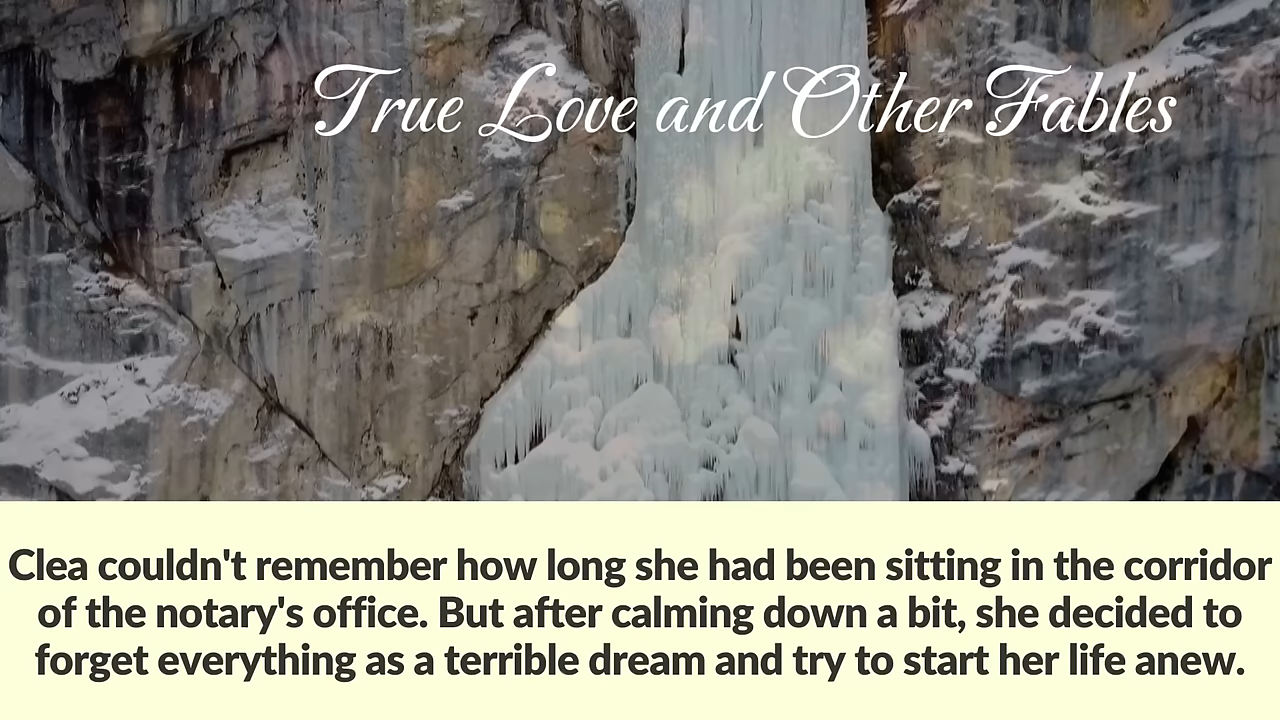 True Love and Other Fables
Clea couldn't remember how long she had been sitting in the corridor
of the notary's office. But after calming down a bit, she decided to
forget everything as a terrible dream and try to start her life anew.